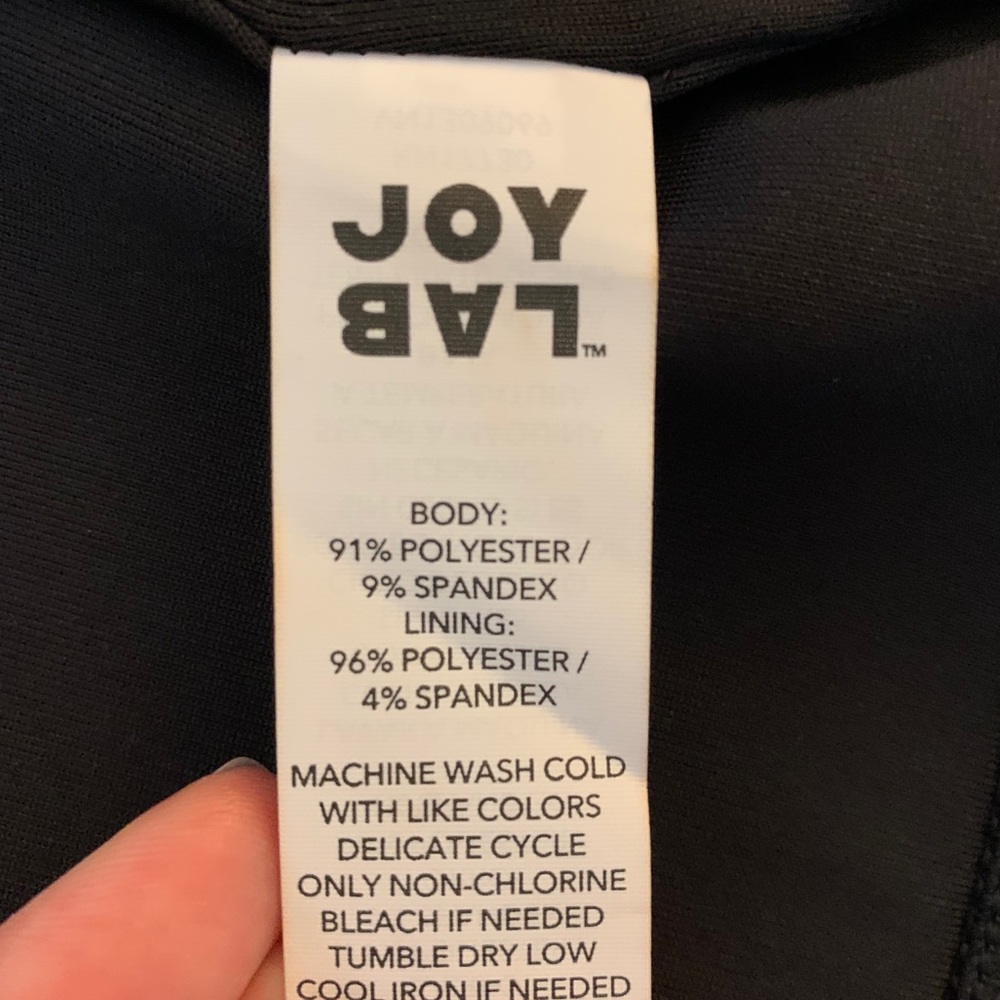 JOY
LAB™
BODY:
91% POLYESTER /
9% SPANDEX
LINING:
96% POLYESTER /
4% SPANDEX
MACHINE WASH COLD
WITH LIKE COLORS
DELICATE CYCLE
ONLY NON-CHLORINE
BLEACH IF NEEDED
TUMBLE DRY LOW
COOL IRON IF NEEDED